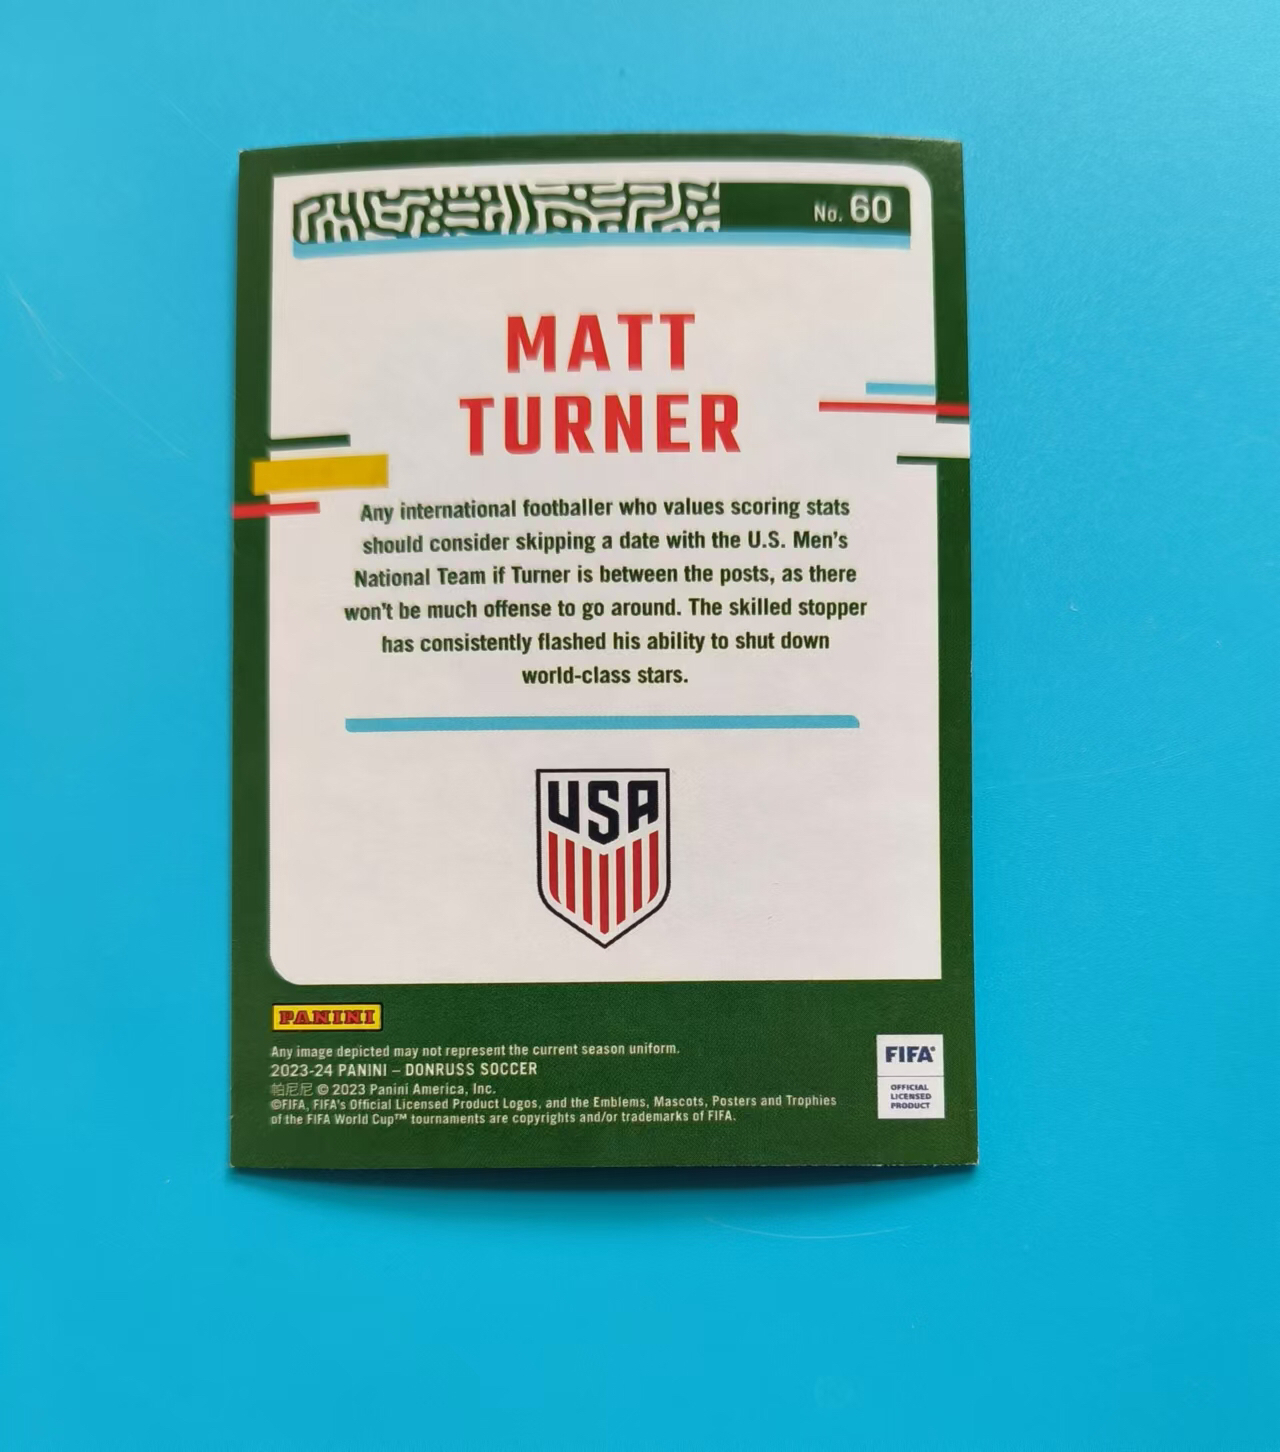 No. 60
MATT
TURNER
Any international footballer who values scoring stats
should consider skipping a date with the U.S. Men's
National Team if Turner is between the posts, as there
won't be much offense to go around. The skilled stopper
has consistently flashed his ability to shut down
world-class stars.
USA
PANINI
Any image depicted may not represent the current season uniform.
2023-24 PANINI – DONRUSS SOCCER
帕尼尼 © 2023 Panini America, Inc.
©FIFA, FIFA's Official Licensed Product Logos, and the Emblems, Mascots, Posters and Trophies
of the FIFA World Cup™ tournaments are copyrights and/or trademarks of FIFA.
FIFA®
OFFICIAL
LICENSED
PRODUCT